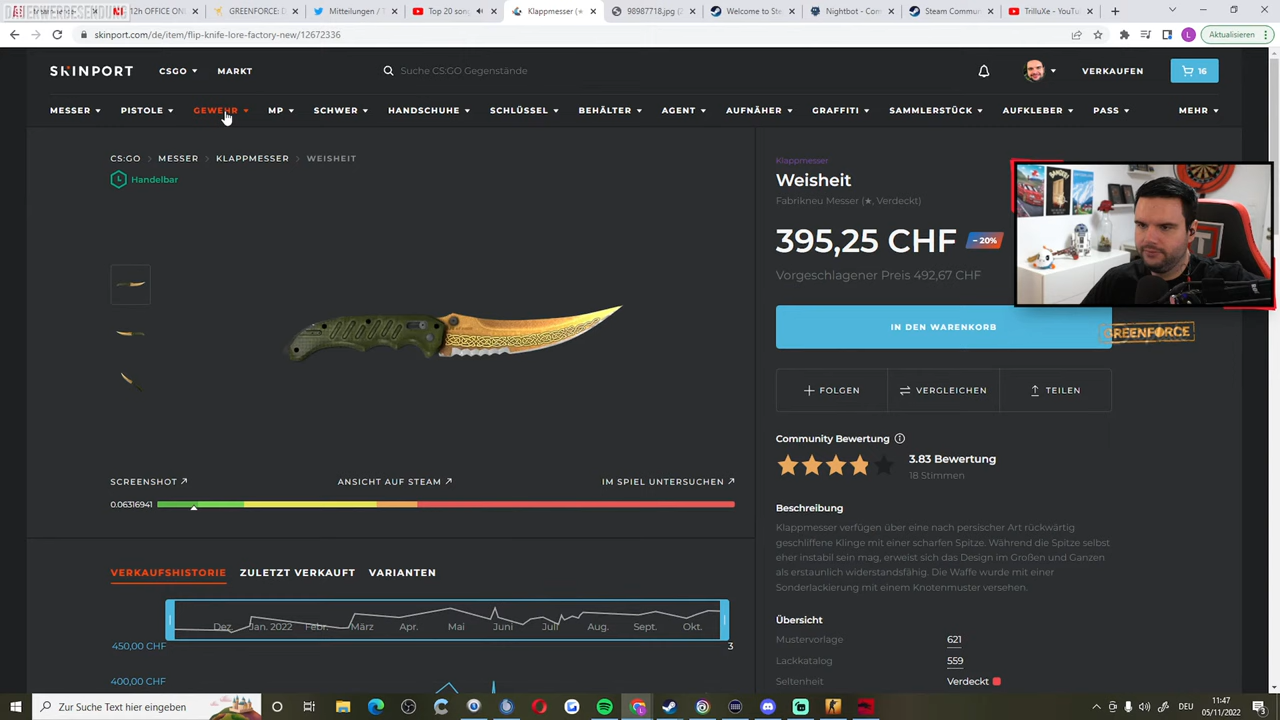 DAUERWERBESENDUNG
12h OFFICE ON
GREENFORCE: D
Mitteilungen / T
Top 20 song
Klappmesser (★
98987718.jpg (
Welcome to Ste
Nightbot - Com
Steam Commun
TrilluXe - YouTu
skinport.com/de/item/flip-knife-lore-factory-new/12672336
L
Aktualisieren
SKINPORT
CSGO
MARKT
Suche CS:GO Gegenstände
VERKAUFEN
16
MESSER
PISTOLE
GEWEHR
MP
SCHWER
HANDSCHUHE
SCHLÜSSEL
BEHÄLTER
AGENT
AUFNÄHER
GRAFFITI
SAMMLERSTÜCK
AUFKLEBER
PASS
MEHR
CS:GO > MESSER > KLAPPMESSER > WEISHEIT
Handelbar
Klappmesser
Weisheit
Fabrikneu Messer (★, Verdeckt)
395,25 CHF
– 20%
Vorgeschlagener Preis 492,67 CHF
IN DEN WARENKORB
GREENFORCE
FOLGEN
VERGLEICHEN
TEILEN
Community Bewertung
3.83 Bewertung
18 Stimmen
SCREENSHOT
ANSICHT AUF STEAM
IM SPIEL UNTERSUCHEN
0.06316941
Beschreibung
Klappmesser verfügen über eine nach persischer Art rückwärtig
geschliffene Klinge mit einer scharfen Spitze. Während die Spitze selbst
eher instabil sein mag, erweist sich das Design im Großen und Ganzen
als erstaunlich widerstandsfähig. Die Waffe wurde mit einer
Sonderlackierung mit einem Knotenmuster versehen.
VERKAUFSHISTORIE
ZULETZT VERKAUFT
VARIANTEN
Dez
Jan. 2022
Febr.
März
Apr.
Mai
Juni
Juli
Aug.
Sept.
Okt.
450,00 CHF
3
400,00 CHF
Übersicht
Mustervorlage
621
Lackkatalog
559
Seltenheit
Verdeckt
Zur Suche Text hier eingeben
DEU
11:47
05/11/2022